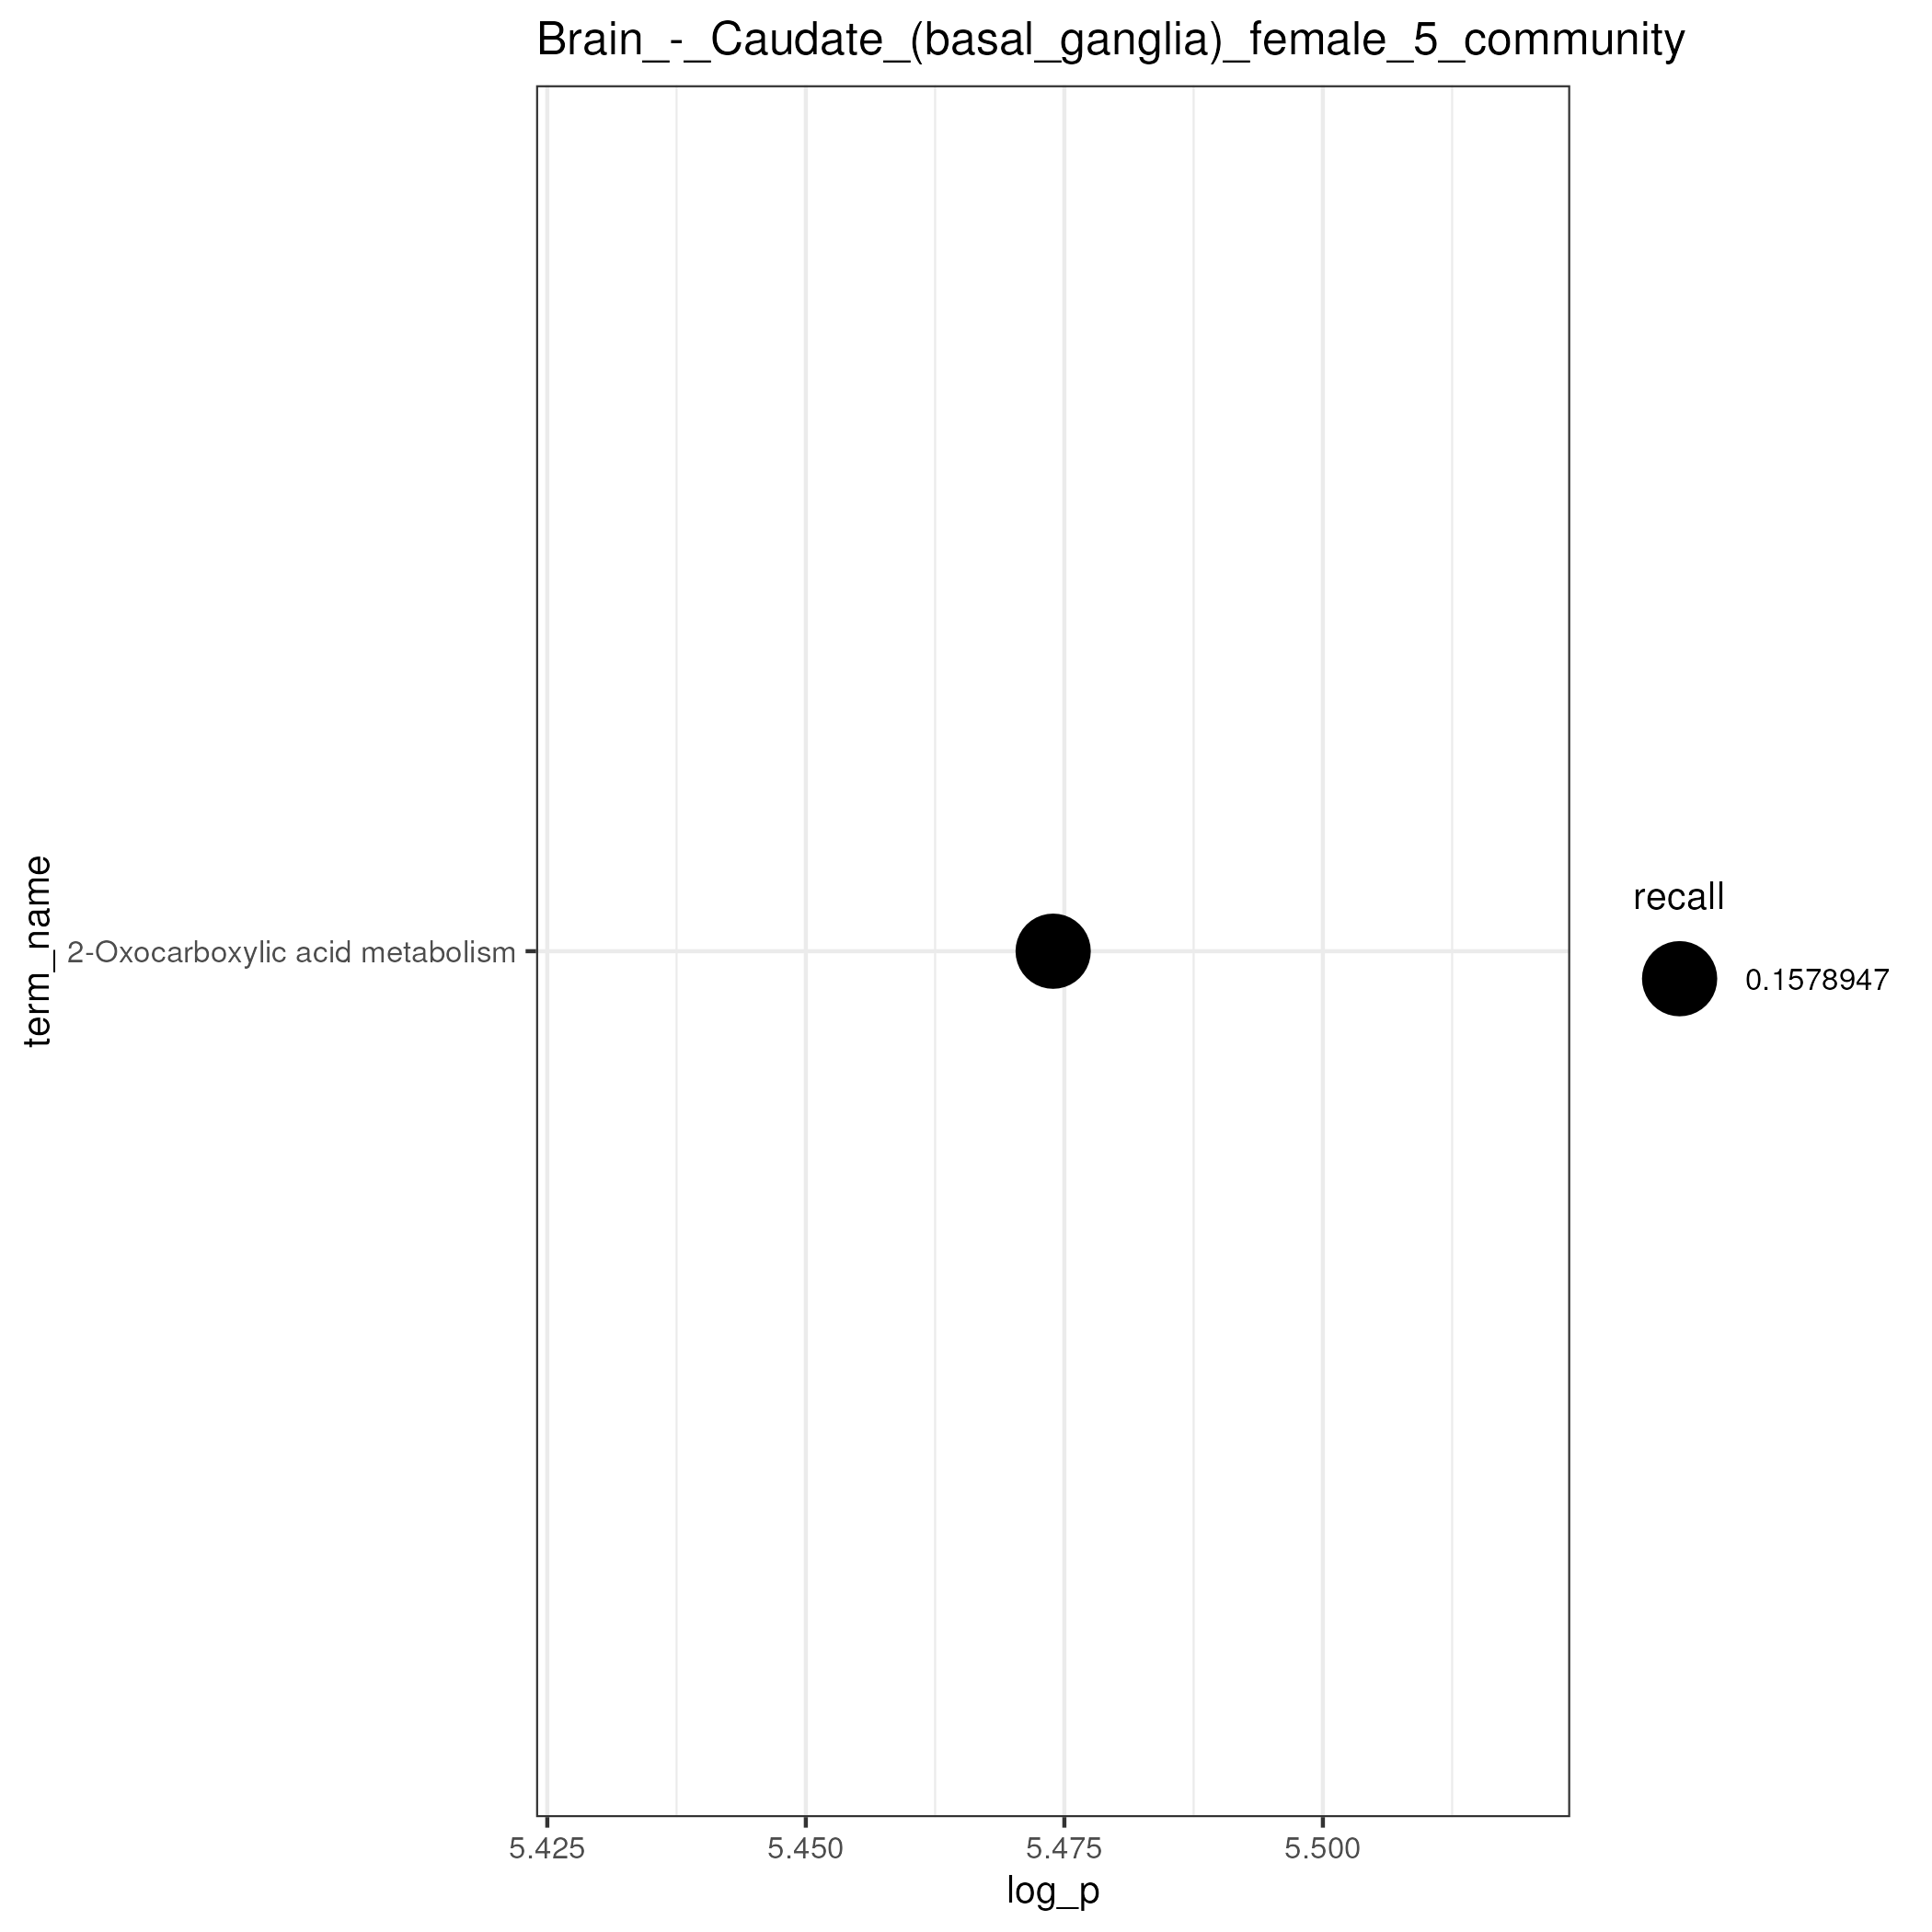 Brain_-_Caudate_(basal_ganglia)_female_5_community
term_name
2-Oxocarboxylic acid metabolism
recall
0.1578947
5.425 5.450 5.475 5.500
log_p